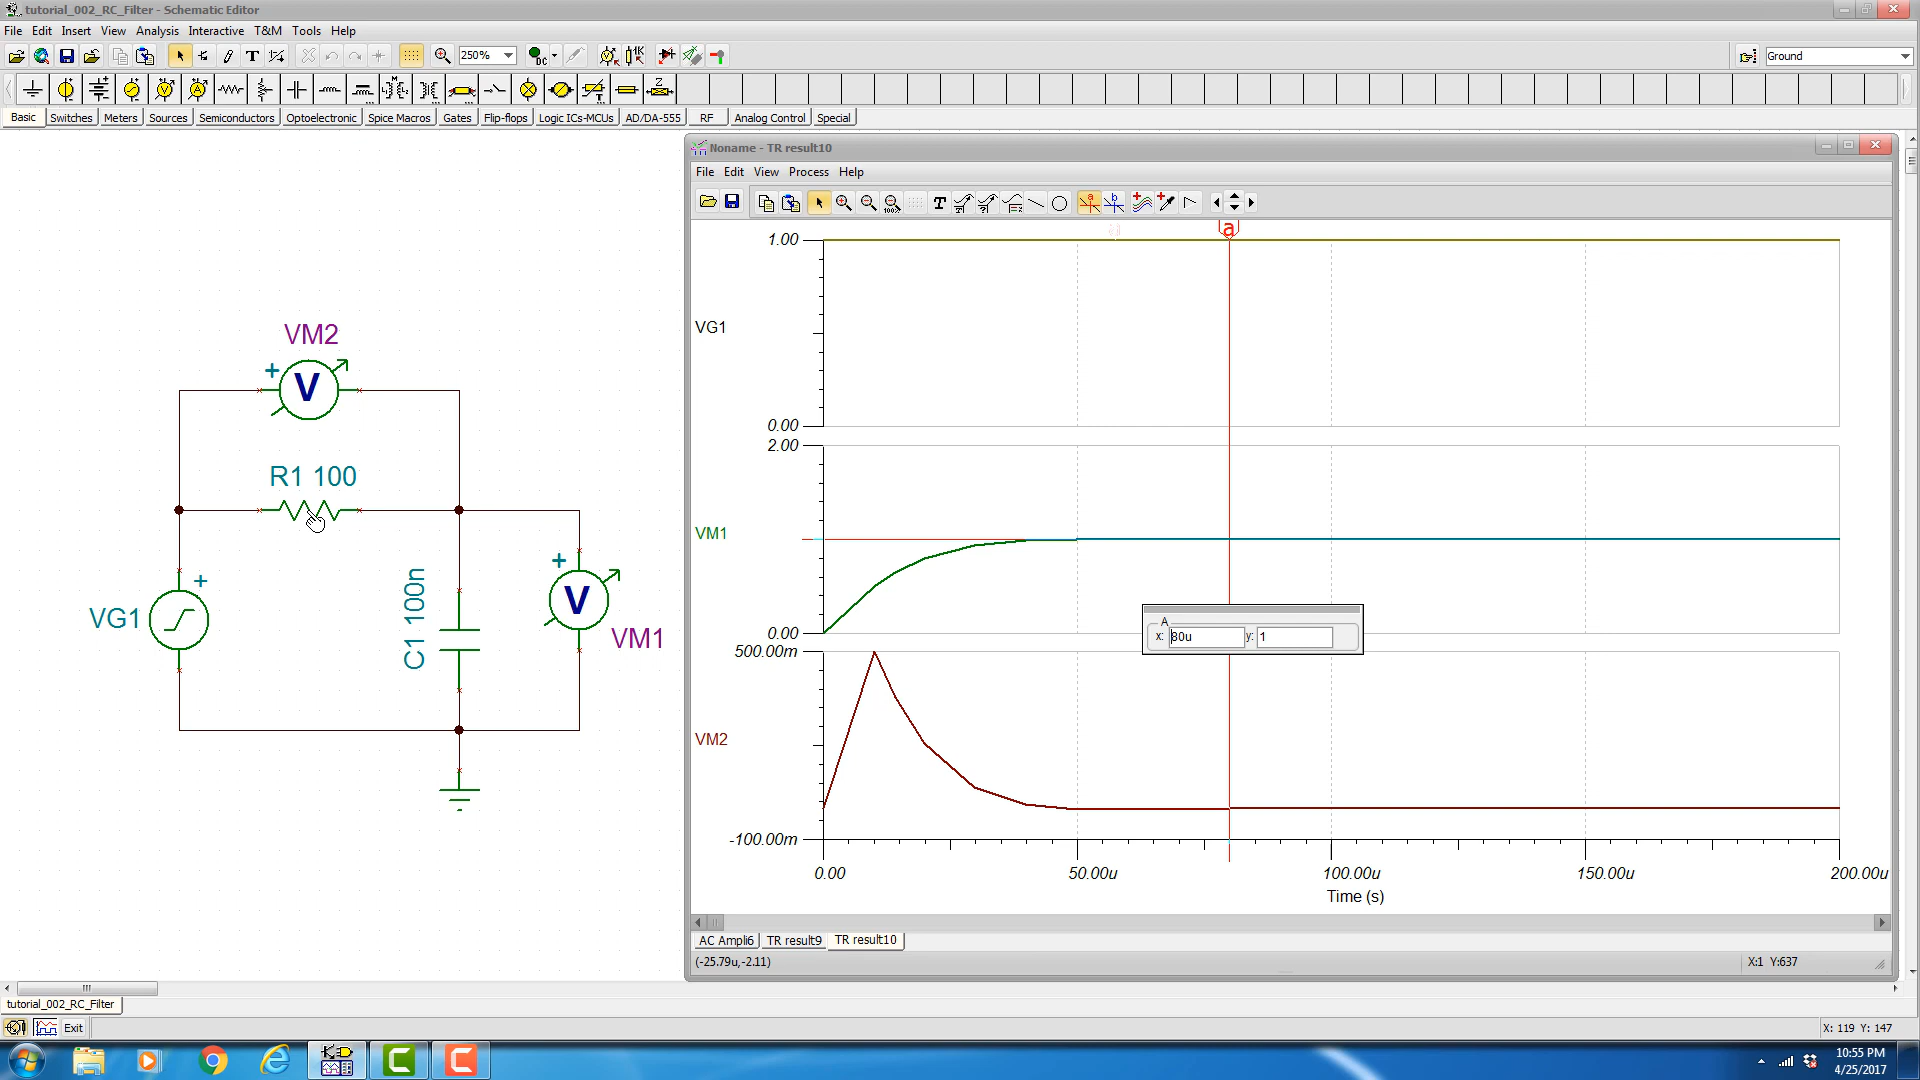 tutorial_002_RC_Filter - Schematic Editor
File Edit Insert View Analysis Interactive T&M Tools Help
T 250% DC 1K Ground
Basic Switches Meters Sources Semiconductors Optoelectronic Spice Macros Gates Flip-flops Logic ICs-MCUs AD/DA-555 RF Analog Control Special
Noname - TR result10
File Edit View Process Help
T 100% a b
a
1.00
VG1
0.00
2.00
VM1
0.00
A
x: 80u y: 1
500.00m
VM2
-100.00m
0.00 50.00u 100.00u 150.00u 200.00u
Time (s)
AC Ampli6 TR result9 TR result10
(-25.79u,-2.11) X:1 Y:637
VM2
+
V
R1 100
+
VG1
C1 100n
+
V
VM1
tutorial_002_RC_Filter
Exit
X: 119 Y: 147
10:55 PM
4/25/2017